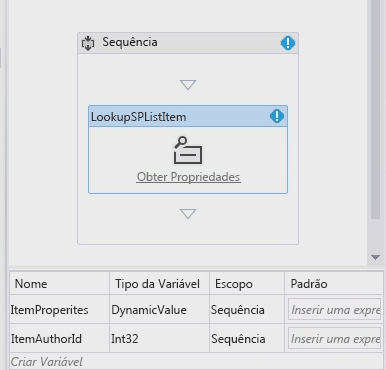 Sequência
LookupSPListItem
Obter Propriedades
Nome Tipo da Variável Escopo Padrão
ItemProperites DynamicValue Sequência Inserir uma expre
ItemAuthorId Int32 Sequência Inserir uma expre
Criar Variável